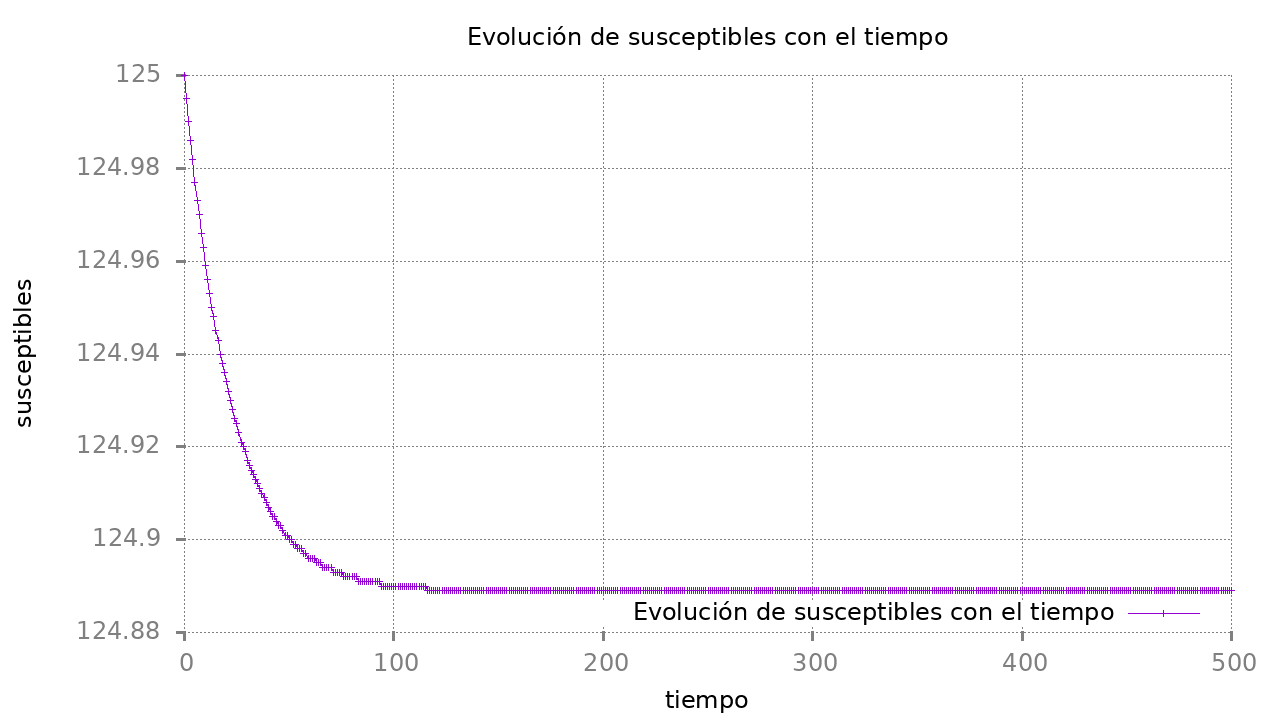 Evolución de susceptibles con el tiempo
125
124.98
124.96
124.94
124.92
124.9
124.88
susceptibles
Evolución de susceptibles con el tiempo
0 100 200 300 400 500
tiempo